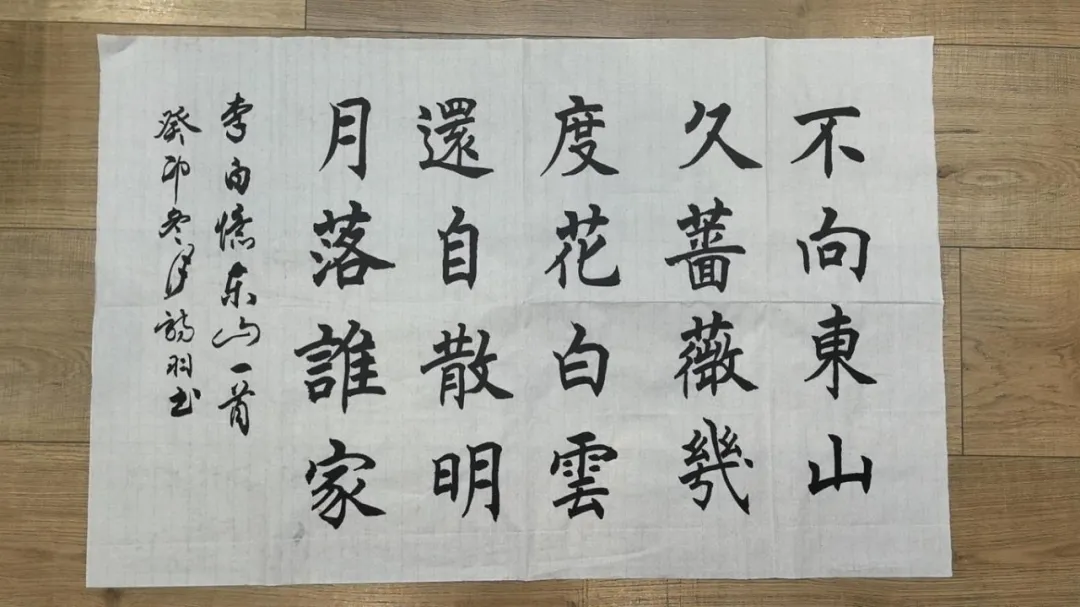 不向東山
久薔薇幾
度花白雲
還自散明
月落誰家
李白憶东山一首
癸卯冬月詩羽书